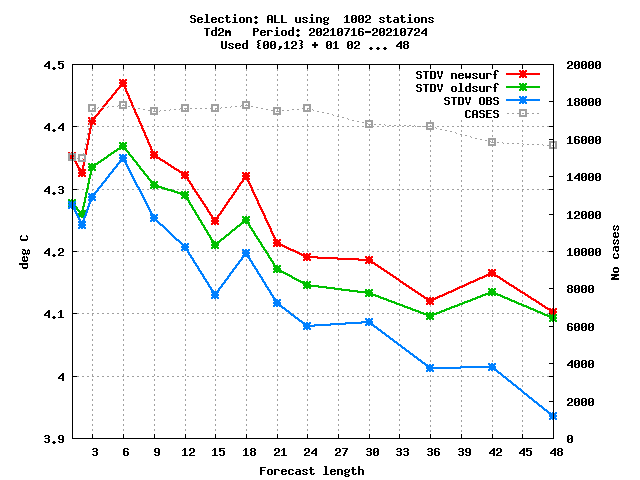 Selection: ALL using  1002 stations
Td2m   Period: 20210716-20210724
Used {00,12} + 01 02 ... 48
4.5
4.4
4.3
4.2
4.1
4
3.9
deg C
20000
18000
16000
14000
12000
10000
8000
6000
4000
2000
0
No cases
STDV newsurf
STDV oldsurf
STDV OBS
CASES
3 6 9 12 15 18 21 24 27 30 33 36 39 42 45 48
Forecast length